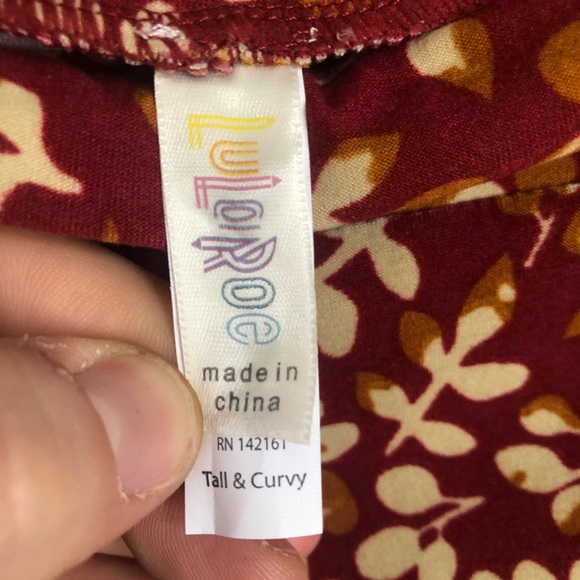 LuLaRoe
made in
china
RN 142161
Tall & Curvy